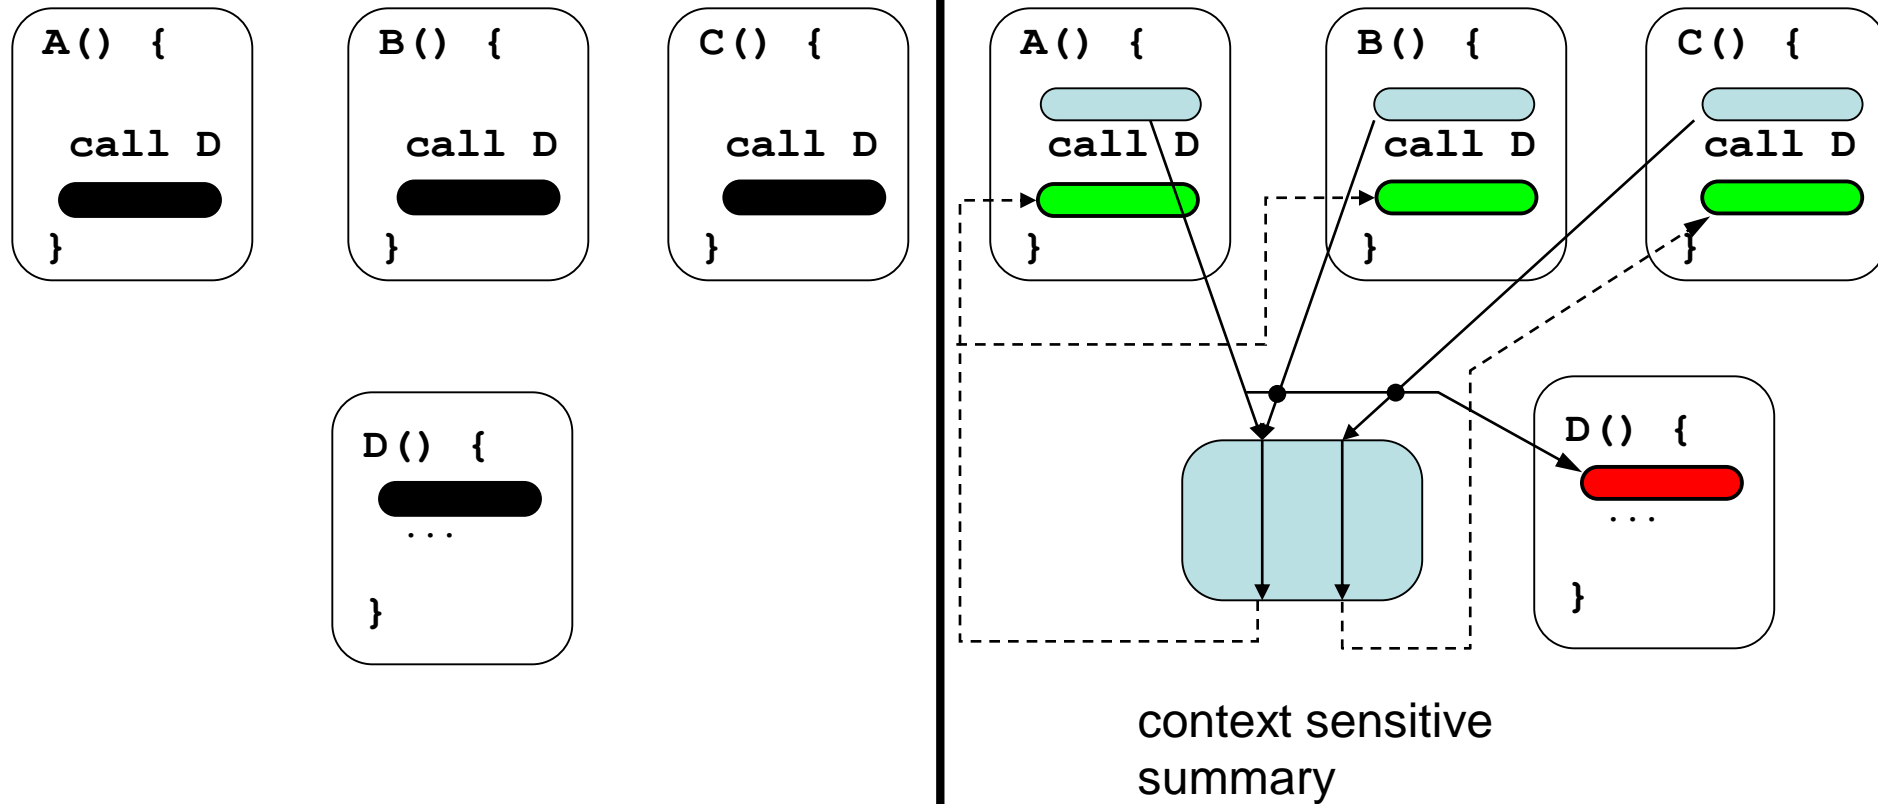 A() {
call D
}
B() {
call D
}
C() {
call D
}
D() {
...
}
A() {
call D
}
B() {
call D
}
C() {
call D
}
D() {
...
}
context sensitive
summary